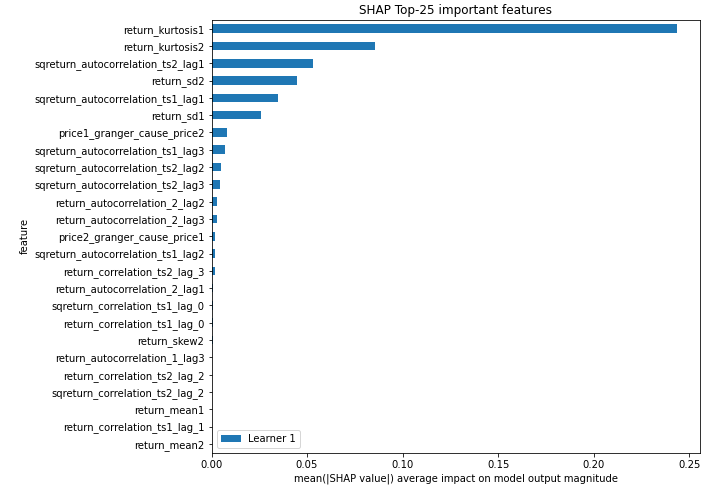 SHAP Top-25 important features
return_kurtosis1
return_kurtosis2
sqreturn_autocorrelation_ts2_lag1
return_sd2
sqreturn_autocorrelation_ts1_lag1
return_sd1
price1_granger_cause_price2
sqreturn_autocorrelation_ts1_lag3
sqreturn_autocorrelation_ts2_lag2
sqreturn_autocorrelation_ts2_lag3
return_autocorrelation_2_lag2
return_autocorrelation_2_lag3
price2_granger_cause_price1
sqreturn_autocorrelation_ts1_lag2
return_correlation_ts2_lag_3
return_autocorrelation_2_lag1
sqreturn_correlation_ts1_lag_0
return_correlation_ts1_lag_0
return_skew2
return_autocorrelation_1_lag3
return_correlation_ts2_lag_2
sqreturn_correlation_ts2_lag_2
return_mean1
return_correlation_ts1_lag_1
return_mean2
feature
Learner 1
0.00 0.05 0.10 0.15 0.20 0.25
mean(|SHAP value|) average impact on model output magnitude